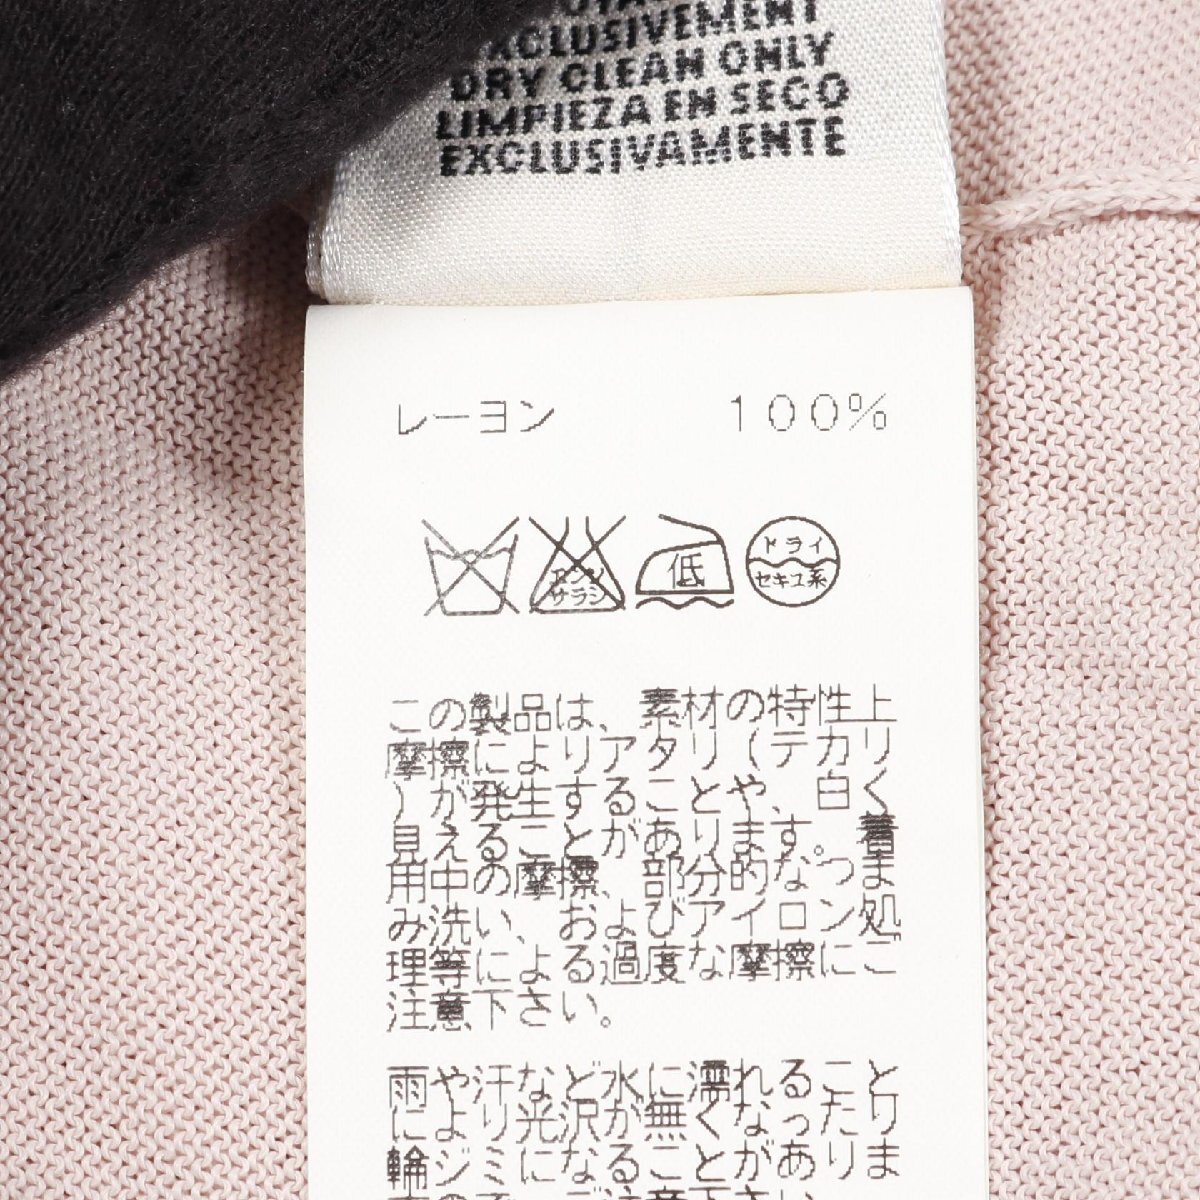 EXCLUSIVEMENT
DRY CLEAN ONLY
LIMPIEZA EN SECO
EXCLUSIVAMENTE
レーヨン 100%
エンソ
サラシ
低
ドライ
セキユ系
この製品は、素材の特性上
摩擦によりアタリ(テカリ
)が発生することや、白く
見えることがあります。着
用中の摩擦、部分的なつま
み洗い、およびアイロン処
理等による過度な摩擦にご
注意下さい。
雨や汗など水に濡れること
により光沢が無くなったり
輪ジミになることがありま